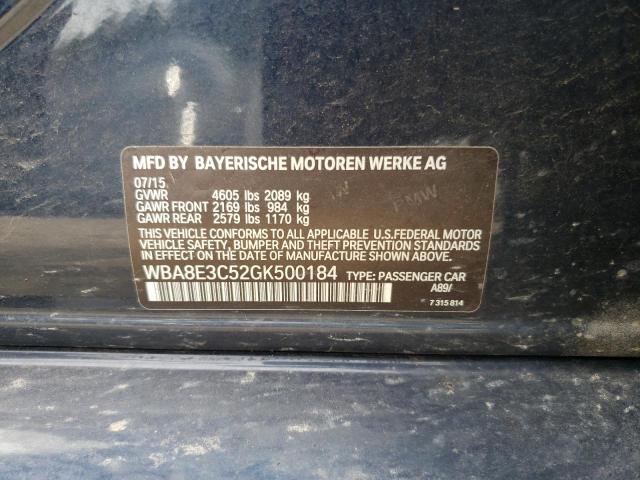 MFD BY BAYERISCHE MOTOREN WERKE AG
07/15
GVWR 4605 lbs 2089 kg
GAWR FRONT 2169 lbs 984 kg
GAWR REAR 2579 lbs 1170 kg
THIS VEHICLE CONFORMS TO ALL APPLICABLE U.S.FEDERAL MOTOR
VEHICLE SAFETY, BUMPER AND THEFT PREVENTION STANDARDS
IN EFFECT ON THE DATE OF MANUFACTURE SHOWN ABOVE.
WBA8E3C52GK500184 TYPE: PASSENGER CAR
A89/
7 315 814